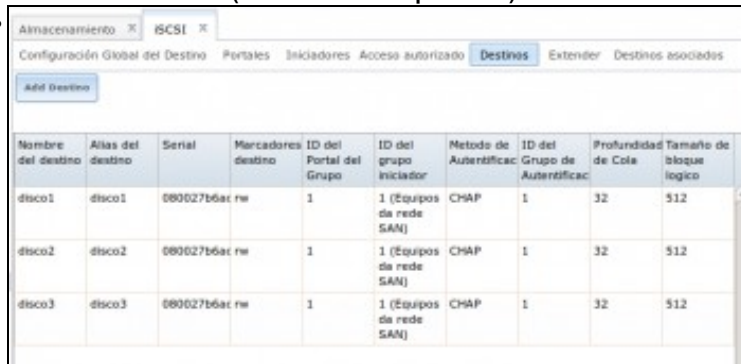 Almacenamiento × iSCSI ×
Configuración Global del Destino Portales Iniciadores Acceso autorizado Destinos Extender Destinos asociados
Add Destino
Nombre del destino Alias del destino Serial Marcadores destino ID del Portal del Grupo ID del grupo iniciador Metodo de Autentificac ID del Grupo de Autentificac Profundidad de Cola Tamaño de bloque logico
disco1 disco1 080027b6ac rw 1 1 (Equipos da rede SAN) CHAP 1 32 512
disco2 disco2 080027b6ac rw 1 1 (Equipos da rede SAN) CHAP 1 32 512
disco3 disco3 080027b6ac rw 1 1 (Equipos da rede SAN) CHAP 1 32 512